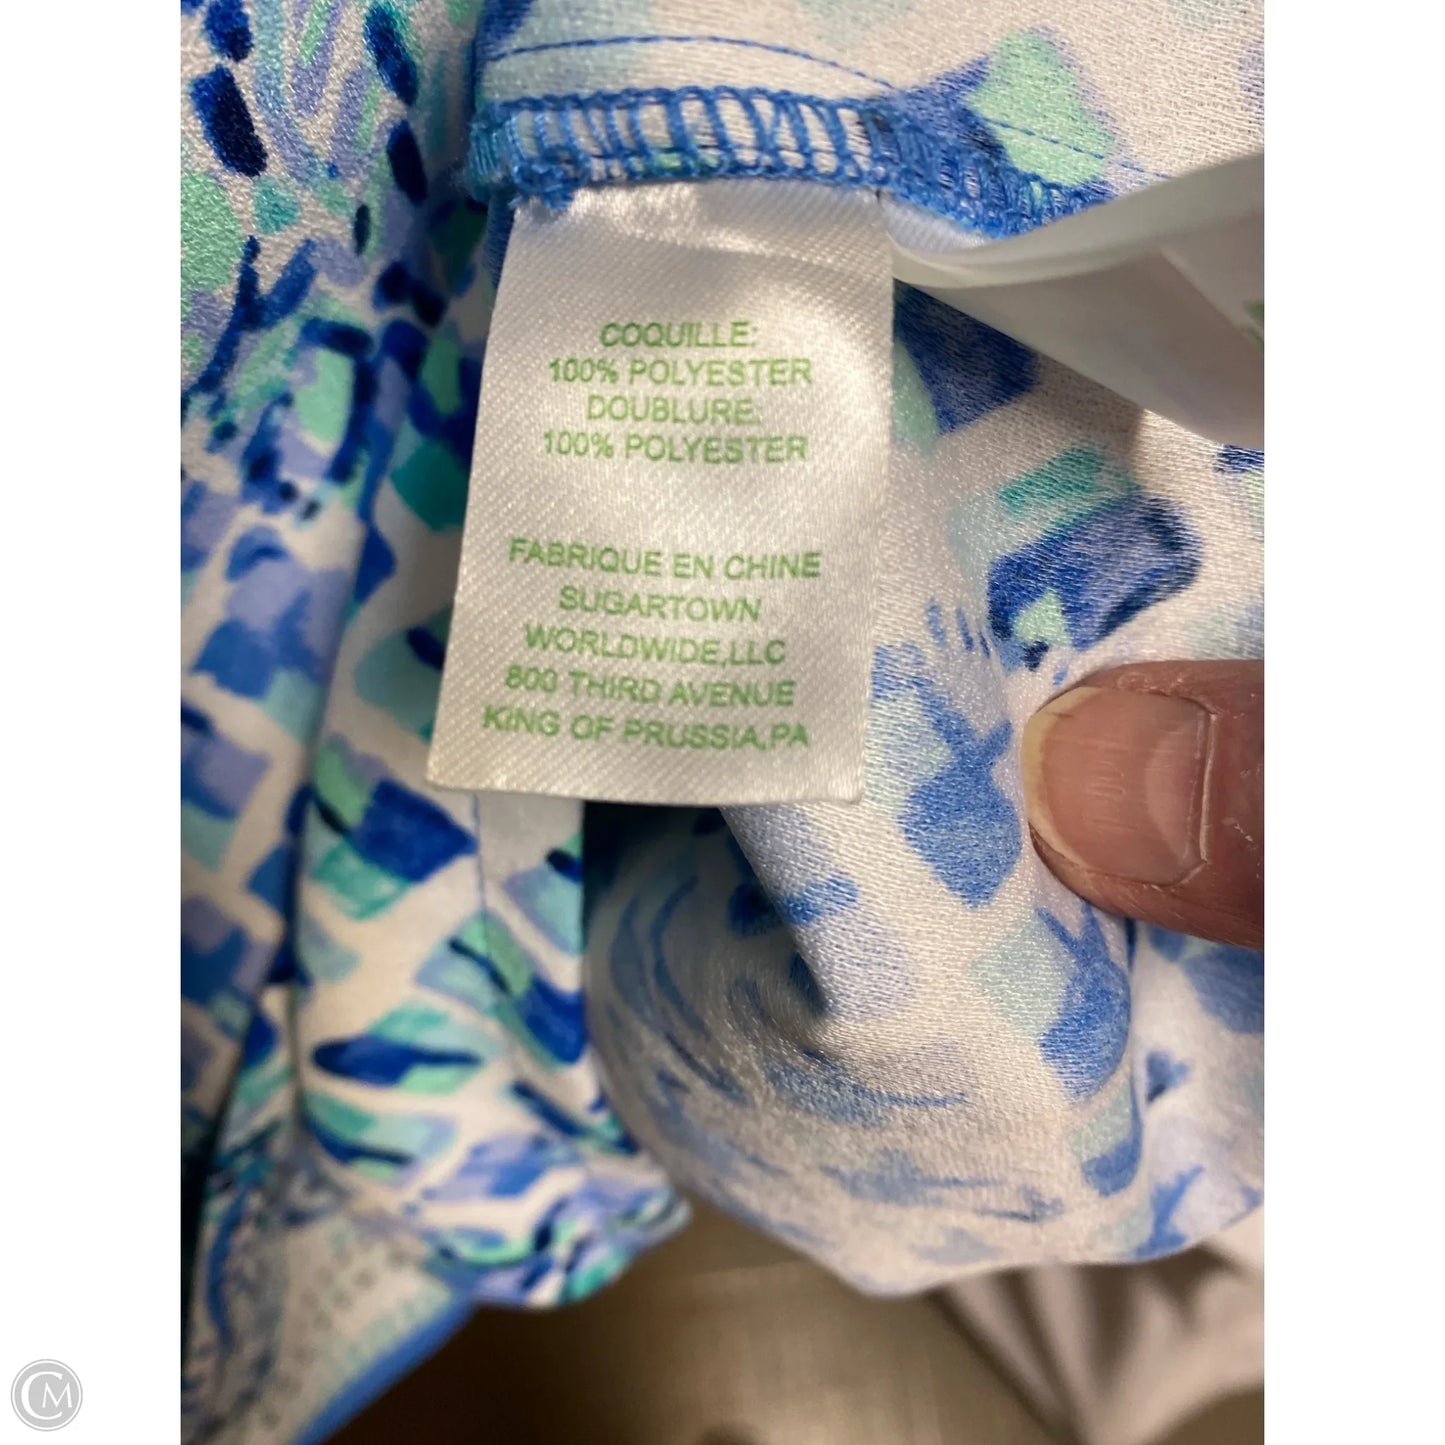 COQUILLE:
100% POLYESTER
DOUBLURE:
100% POLYESTER
FABRIQUE EN CHINE
SUGARTOWN
WORLDWIDE,LLC
800 THIRD AVENUE
KING OF PRUSSIA,PA
CM